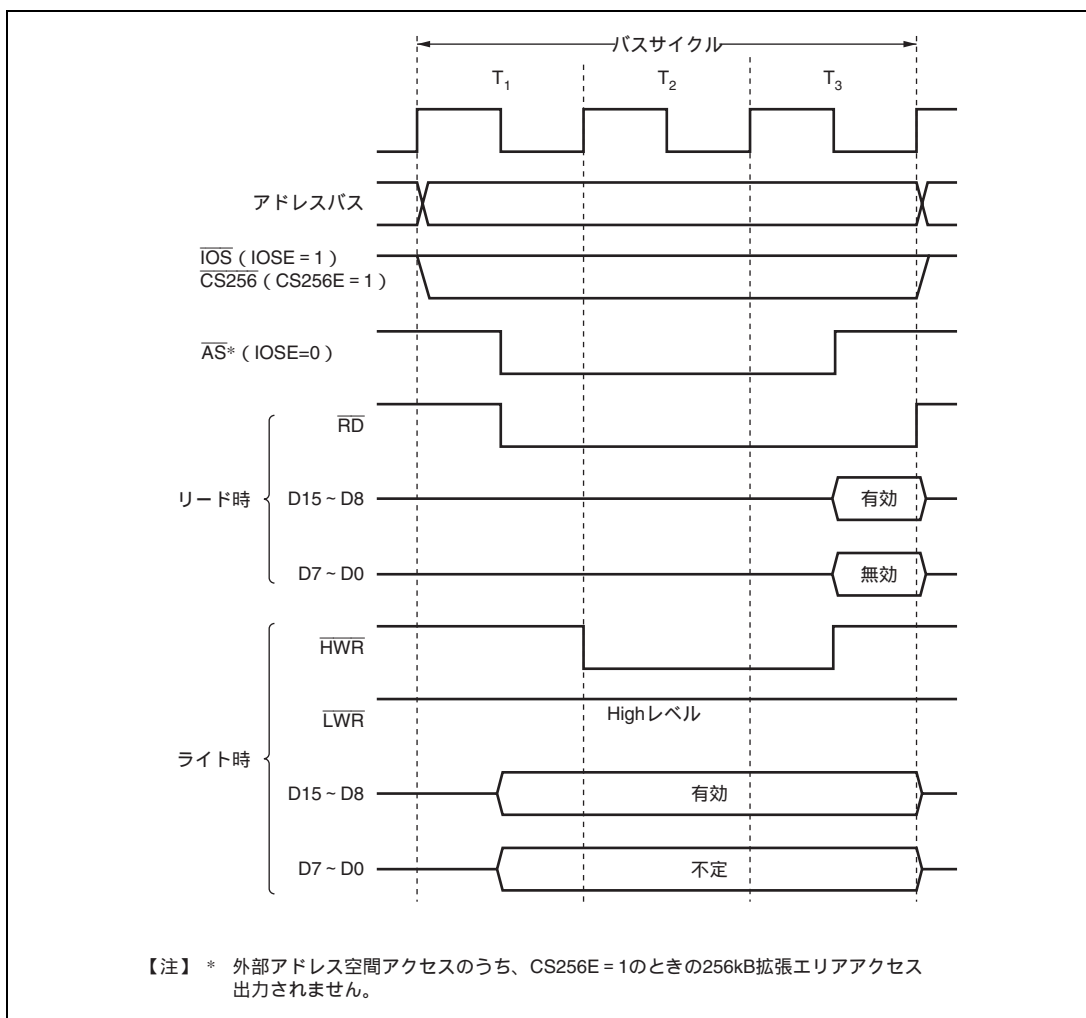 バスサイクル
T1 T2 T3
アドレスバス
IOS（IOSE = 1）
CS256（CS256E = 1）
AS*（IOSE=0）
RD
リード時
D15～D8
有効
D7～D0
無効
HWR
LWR
Highレベル
ライト時
D15～D8
有効
D7～D0
不定
【注】 * 外部アドレス空間アクセスのうち、CS256E = 1のときの256kB拡張エリアアクセス
出力されません。